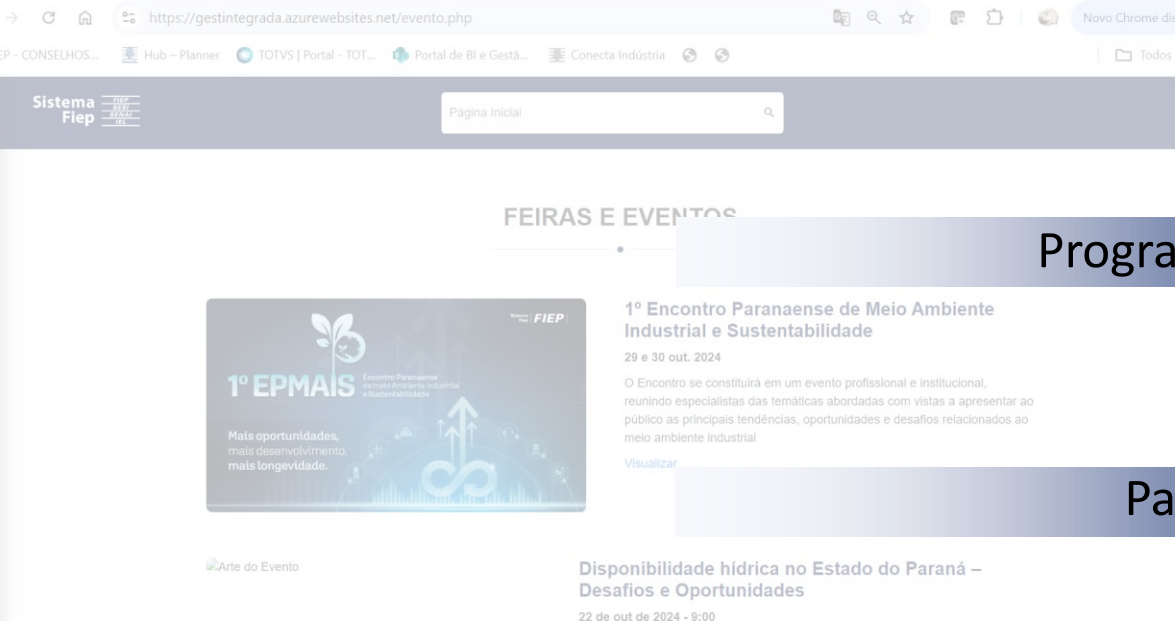 https://gestintegrada.azurewebsites.net/evento.php
Novo Chrome dis
EP - CONSELHOS...
Hub – Planner
TOTVS | Portal - TOT...
Portal de BI e Gestã...
Conecta Indústria
Todos
Sistema
Fiep
FIEP
SESI
SENAI
IEL
Página Inicial
FEIRAS E EVENTOS
Progra
FIEP
1º EPMAIS
Encontro Paranaense
de meio Ambiente Industrial
e Sustentabilidade
Mais oportunidades,
mais desenvolvimento,
mais longevidade.
1º Encontro Paranaense de Meio Ambiente
Industrial e Sustentabilidade
29 e 30 out. 2024
O Encontro se constituirá em um evento profissional e institucional,
reunindo especialistas das temáticas abordadas com vistas a apresentar ao
público as principais tendências, oportunidades e desafios relacionados ao
meio ambiente industrial
Visualizar
Pa
Arte do Evento
Disponibilidade hídrica no Estado do Paraná –
Desafios e Oportunidades
22 de out de 2024 - 9:00